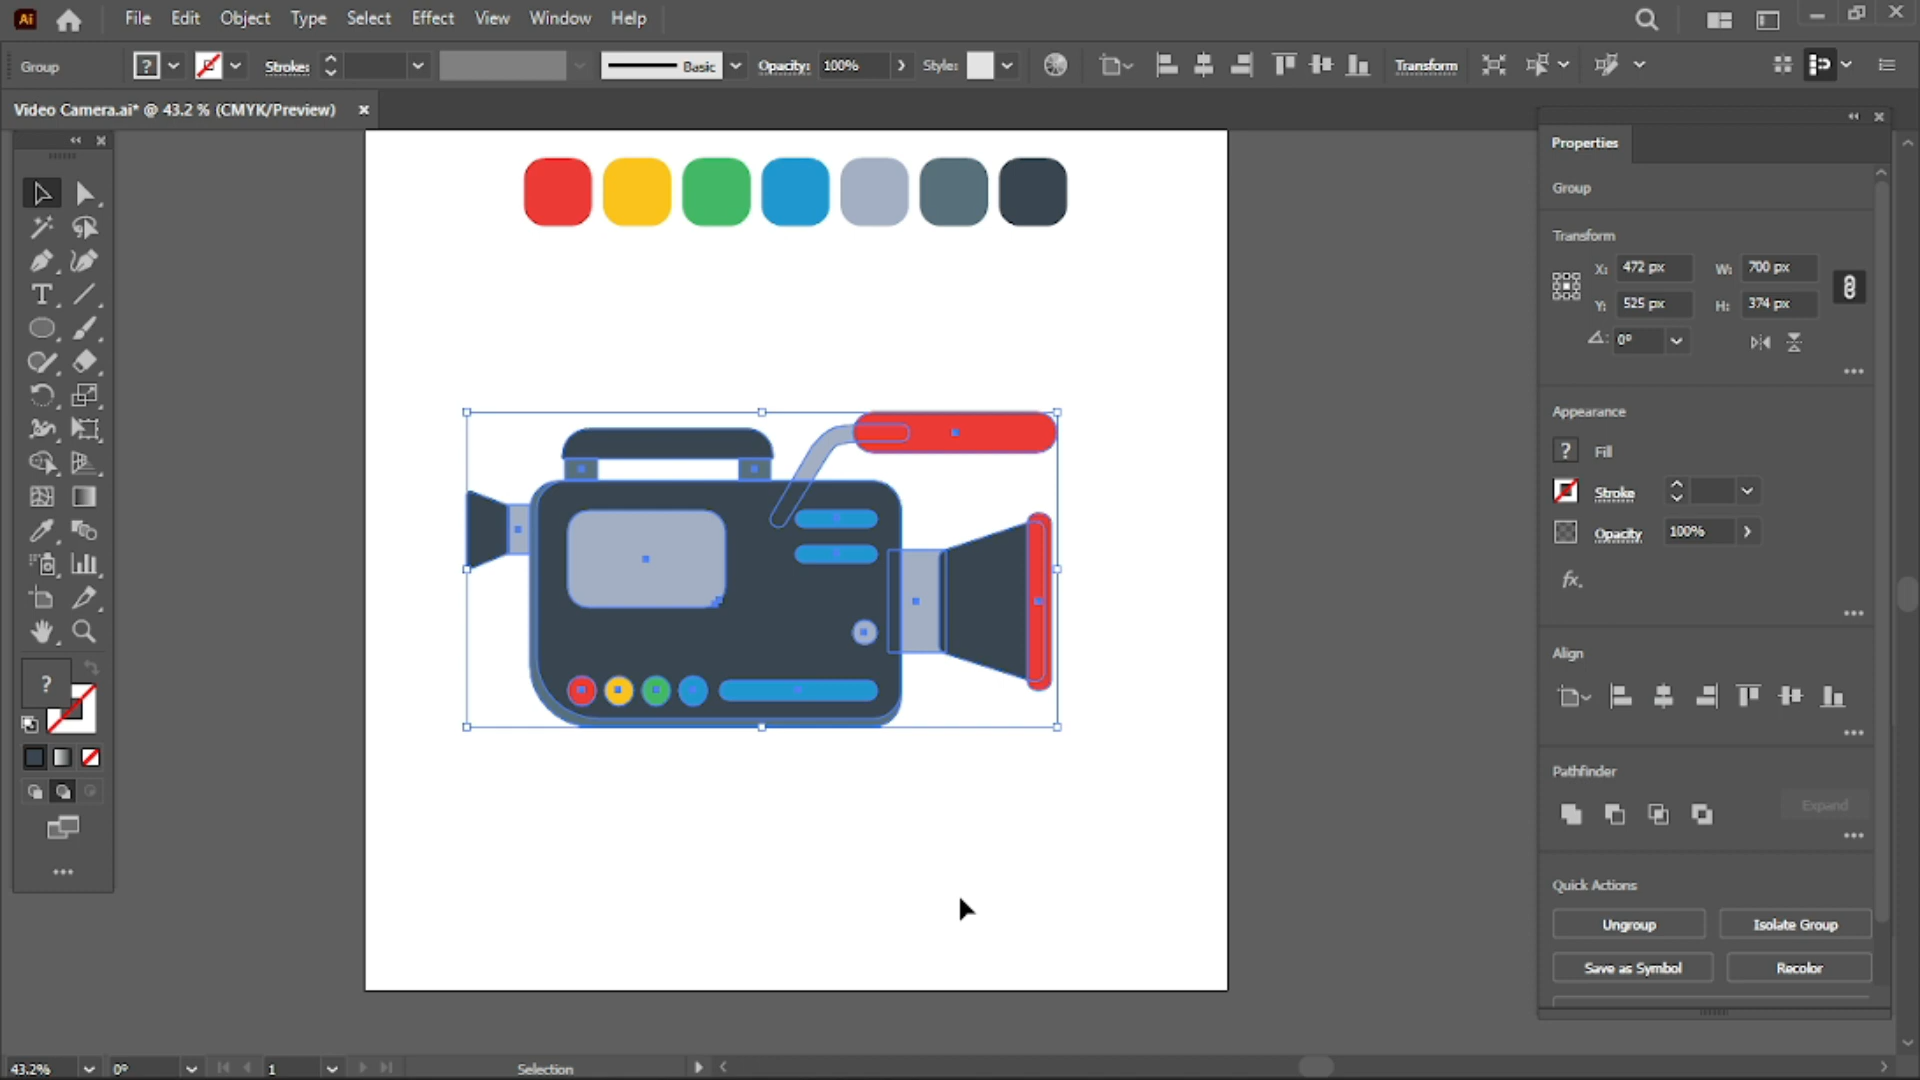 Ai File Edit Object Type Select Effect View Window Help
Group ? Stroke: Basic Opacity: 100% Style: Transform
Video Camera.ai* @ 43.2 % (CMYK/Preview)
Properties
Group
Transform
X: 472 px W: 700 px
Y: 525 px H: 374 px
0°
Appearance
? Fill
Stroke
Opacity 100%
fx.
Align
Pathfinder
Expand
Quick Actions
Ungroup Isolate Group
Save as Symbol Recolor
T
?
43.2% 0° 1 Selection